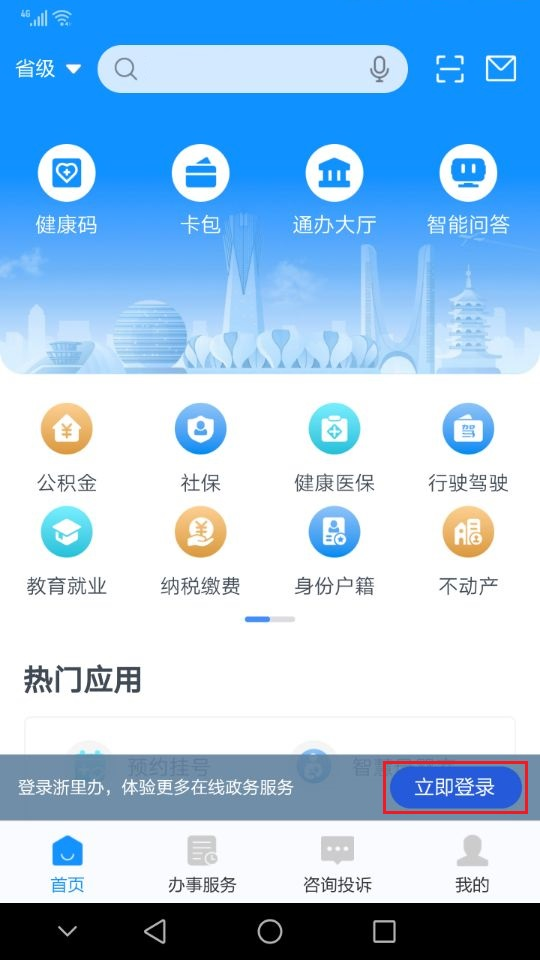 4G
省级
健康码 卡包 通办大厅 智能问答
公积金 社保 健康医保 行驶驾驶
教育就业 纳税缴费 身份户籍 不动产
热门应用
预约挂号 智慧
登录浙里办，体验更多在线政务服务 立即登录
首页 办事服务 咨询投诉 我的